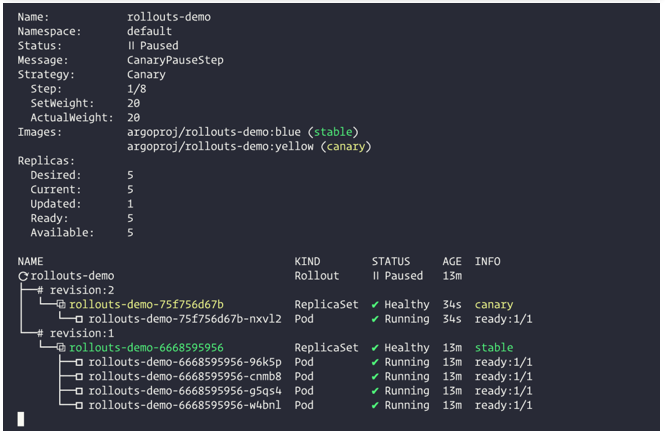 Name: rollouts-demo
Namespace: default
Status: ॥ Paused
Message: CanaryPauseStep
Strategy: Canary
Step: 1/8
SetWeight: 20
ActualWeight: 20
Images: argoproj/rollouts-demo:blue (stable)
argoproj/rollouts-demo:yellow (canary)
Replicas:
Desired: 5
Current: 5
Updated: 1
Ready: 5
Available: 5
NAME KIND STATUS AGE INFO
⟳ rollouts-demo Rollout ॥ Paused 13m
├──# revision:2
│  └──⧉ rollouts-demo-75f756d67b ReplicaSet ✔ Healthy 34s canary
│     └──□ rollouts-demo-75f756d67b-nxvl2 Pod ✔ Running 34s ready:1/1
└──# revision:1
   └──⧉ rollouts-demo-6668595956 ReplicaSet ✔ Healthy 13m stable
      ├──□ rollouts-demo-6668595956-96k5p Pod ✔ Running 13m ready:1/1
      ├──□ rollouts-demo-6668595956-cnmb8 Pod ✔ Running 13m ready:1/1
      ├──□ rollouts-demo-6668595956-g5qs4 Pod ✔ Running 13m ready:1/1
      └──□ rollouts-demo-6668595956-w4bnl Pod ✔ Running 13m ready:1/1